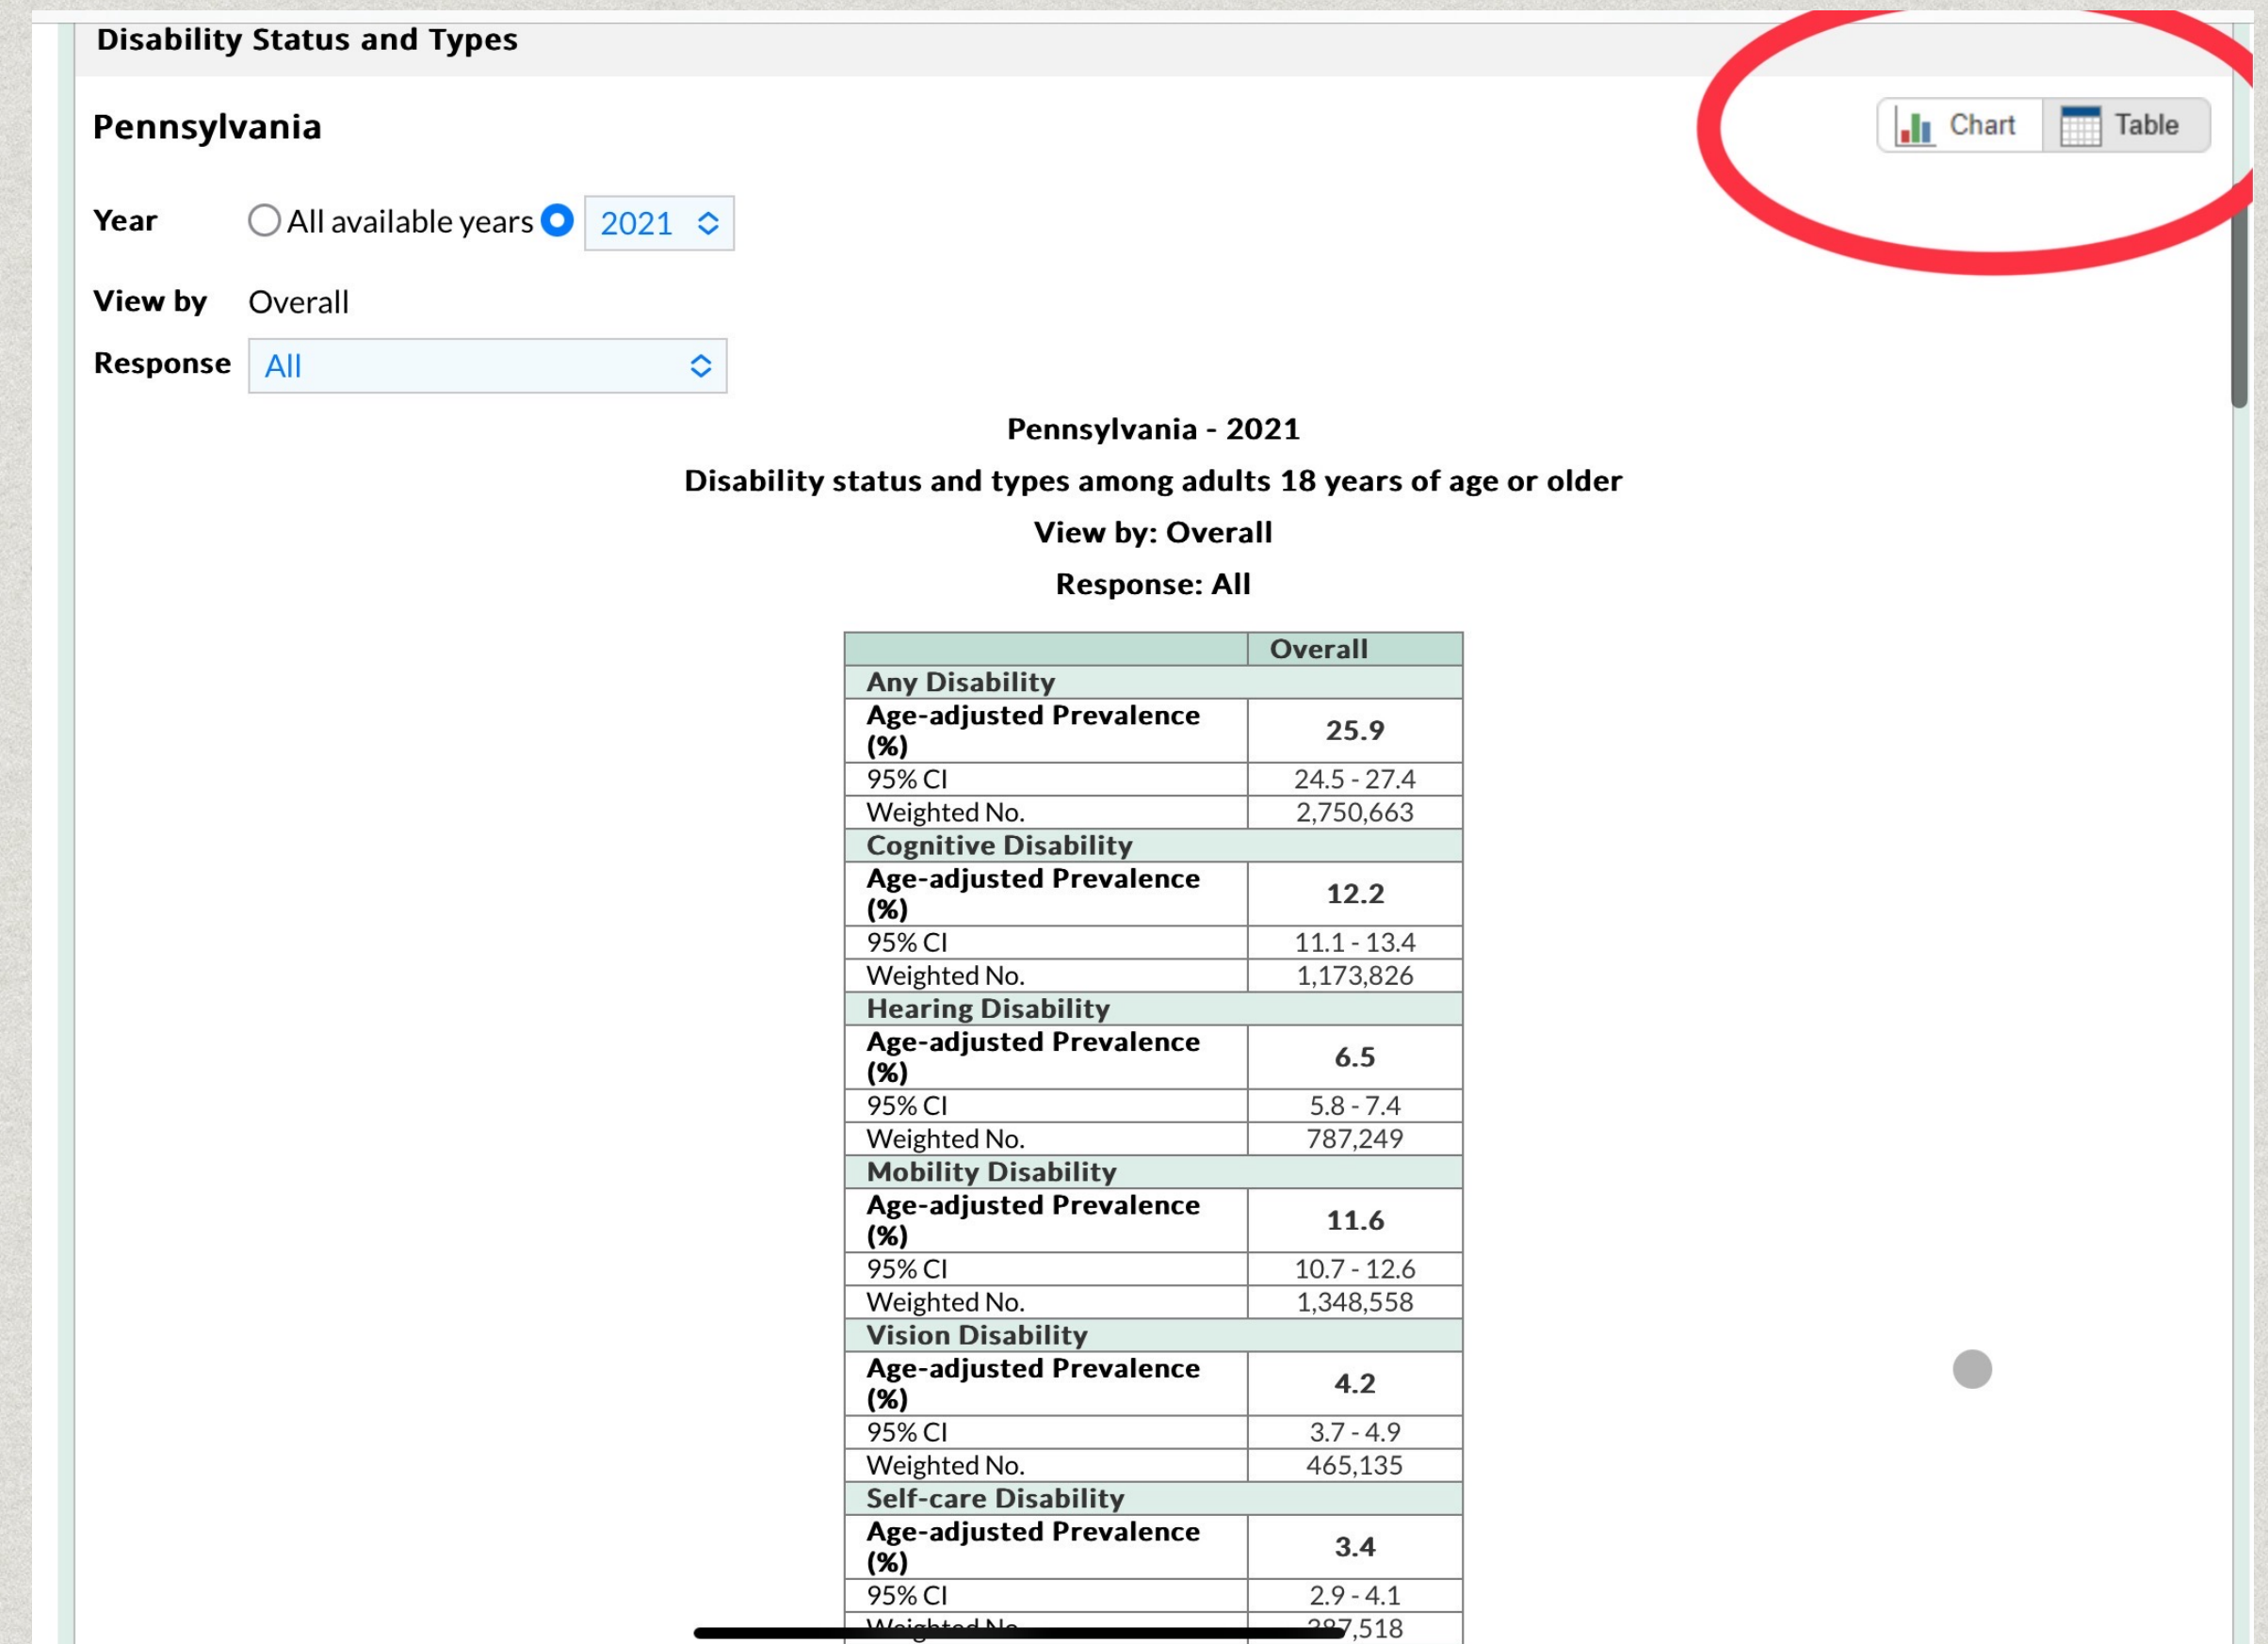 Disability Status and Types
Pennsylvania
Chart Table
Year All available years 2021
View by Overall
Response All
Pennsylvania - 2021
Disability status and types among adults 18 years of age or older
View by: Overall
Response: All
Overall
Any Disability
Age-adjusted Prevalence
(%)
25.9
95% CI 24.5 - 27.4
Weighted No. 2,750,663
Cognitive Disability
Age-adjusted Prevalence
(%)
12.2
95% CI 11.1 - 13.4
Weighted No. 1,173,826
Hearing Disability
Age-adjusted Prevalence
(%)
6.5
95% CI 5.8 - 7.4
Weighted No. 787,249
Mobility Disability
Age-adjusted Prevalence
(%)
11.6
95% CI 10.7 - 12.6
Weighted No. 1,348,558
Vision Disability
Age-adjusted Prevalence
(%)
4.2
95% CI 3.7 - 4.9
Weighted No. 465,135
Self-care Disability
Age-adjusted Prevalence
(%)
3.4
95% CI 2.9 - 4.1
Weighted No.